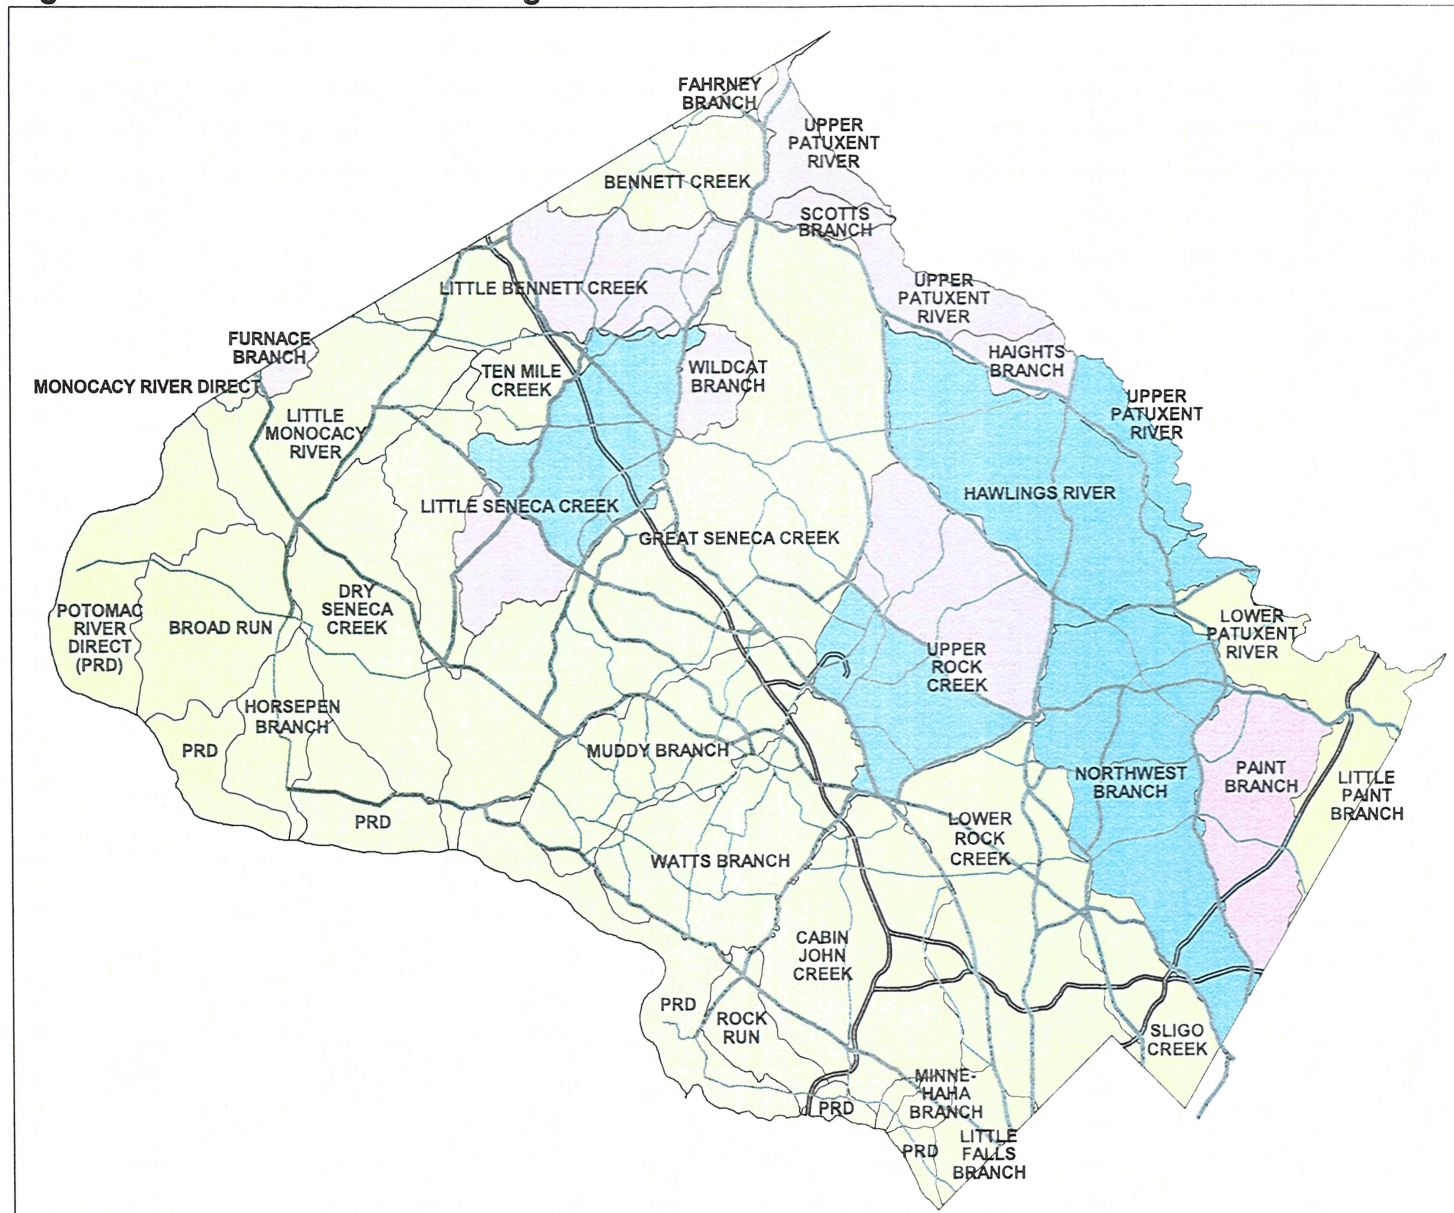 FAHRNEY
BRANCH
UPPER
PATUXENT
RIVER
BENNETT CREEK
SCOTTS
BRANCH
LITTLE BENNETT CREEK
UPPER
PATUXENT
RIVER
FURNACE
BRANCH
HAIGHTS
BRANCH
TEN MILE
CREEK
WILDCAT
BRANCH
MONOCACY RIVER DIRECT
UPPER
PATUXENT
RIVER
LITTLE
MONOCACY
RIVER
HAWLINGS RIVER
LITTLE SENECA CREEK
GREAT SENECA CREEK
POTOMAC
RIVER
DIRECT
(PRD)
BROAD RUN
DRY
SENECA
CREEK
LOWER
PATUXENT
RIVER
UPPER
ROCK
CREEK
HORSEPEN
BRANCH
PRD
MUDDY BRANCH
NORTHWEST
BRANCH
PAINT
BRANCH
LITTLE
PAINT
BRANCH
PRD
LOWER
ROCK
CREEK
WATTS BRANCH
CABIN
JOHN
CREEK
PRD
ROCK
RUN
SLIGO
CREEK
MINNE-
HAHA
BRANCH
PRD
PRD
LITTLE
FALLS
BRANCH